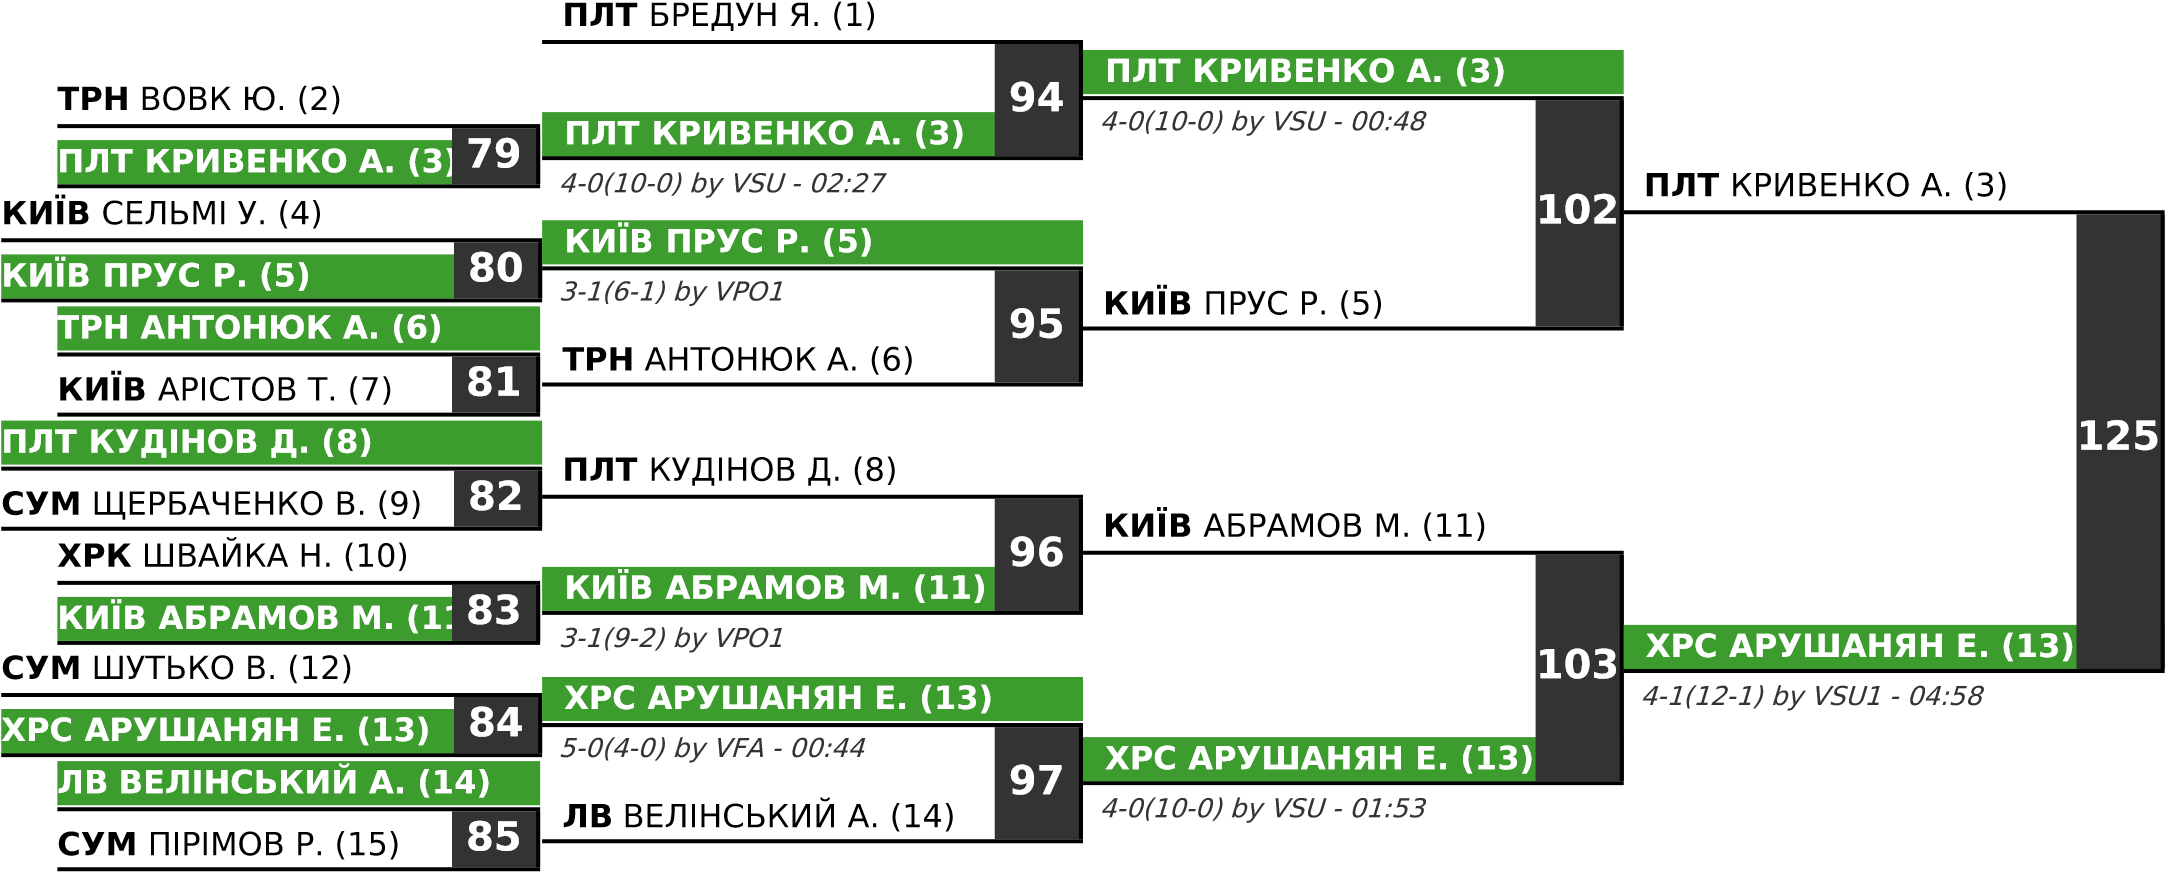 ПЛТ БРЕДУН Я. (1)
94
ПЛТ КРИВЕНКО А. (3)
4-0(10-0) by VSU - 00:48
ТРН ВОВК Ю. (2)
ПЛТ КРИВЕНКО А. (3)
79
ПЛТ КРИВЕНКО А. (3)
4-0(10-0) by VSU - 02:27
102
ПЛТ КРИВЕНКО А. (3)
КИЇВ СЕЛЬМІ У. (4)
КИЇВ ПРУС Р. (5)
80
КИЇВ ПРУС Р. (5)
3-1(6-1) by VPO1
95
КИЇВ ПРУС Р. (5)
ТРН АНТОНЮК А. (6)
КИЇВ АРІСТОВ Т. (7)
81
ТРН АНТОНЮК А. (6)
125
ПЛТ КУДІНОВ Д. (8)
СУМ ЩЕРБАЧЕНКО В. (9)
82
ПЛТ КУДІНОВ Д. (8)
96
КИЇВ АБРАМОВ М. (11)
ХРК ШВАЙКА Н. (10)
КИЇВ АБРАМОВ М. (11
83
КИЇВ АБРАМОВ М. (11)
3-1(9-2) by VPO1
103
ХРС АРУШАНЯН Е. (13)
4-1(12-1) by VSU1 - 04:58
СУМ ШУТЬКО В. (12)
ХРС АРУШАНЯН Е. (13)
84
ХРС АРУШАНЯН Е. (13)
5-0(4-0) by VFA - 00:44
97
ХРС АРУШАНЯН Е. (13)
4-0(10-0) by VSU - 01:53
ЛВ ВЕЛІНСЬКИЙ А. (14)
СУМ ПІРІМОВ Р. (15)
85
ЛВ ВЕЛІНСЬКИЙ А. (14)